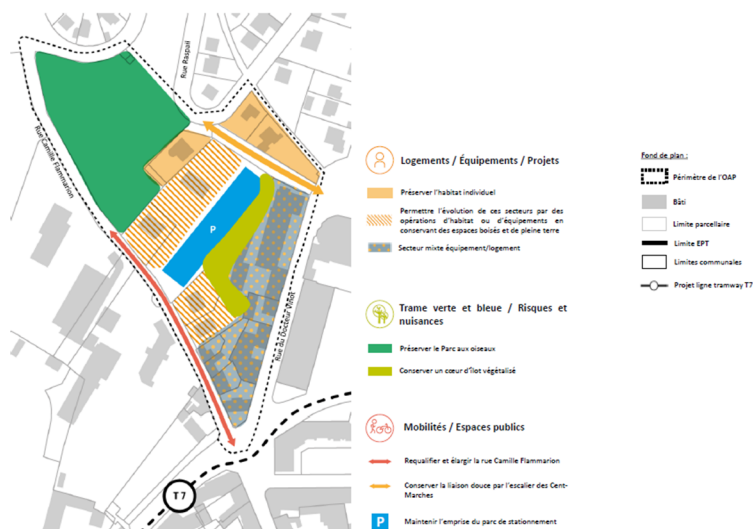 Rue Raspail
Rue Camille Flammarion
P
Rue du Docteur Vinot
T 7
Logements / Équipements / Projets
Préserver l'habitat individuel
Permettre l'évolution de ces secteurs par des
opérations d'habitat ou d'équipements en
conservant des espaces boisés et de pleine terre
Secteur mixte équipement/logement
Trame verte et bleue / Risques et
nuisances
Préserver le Parc aux oiseaux
Conserver un cœur d'îlot végétalisé
Mobilités / Espaces publics
Requalifier et élargir la rue Camille Flammarion
Conserver la liaison douce par l'escalier des Cent-
Marches
P
Maintenir l'emprise du parc de stationnement
Fond de plan :
Périmètre de l'OAP
Bâti
Limite parcellaire
Limite EPT
Limites communales
Projet ligne tramway T7